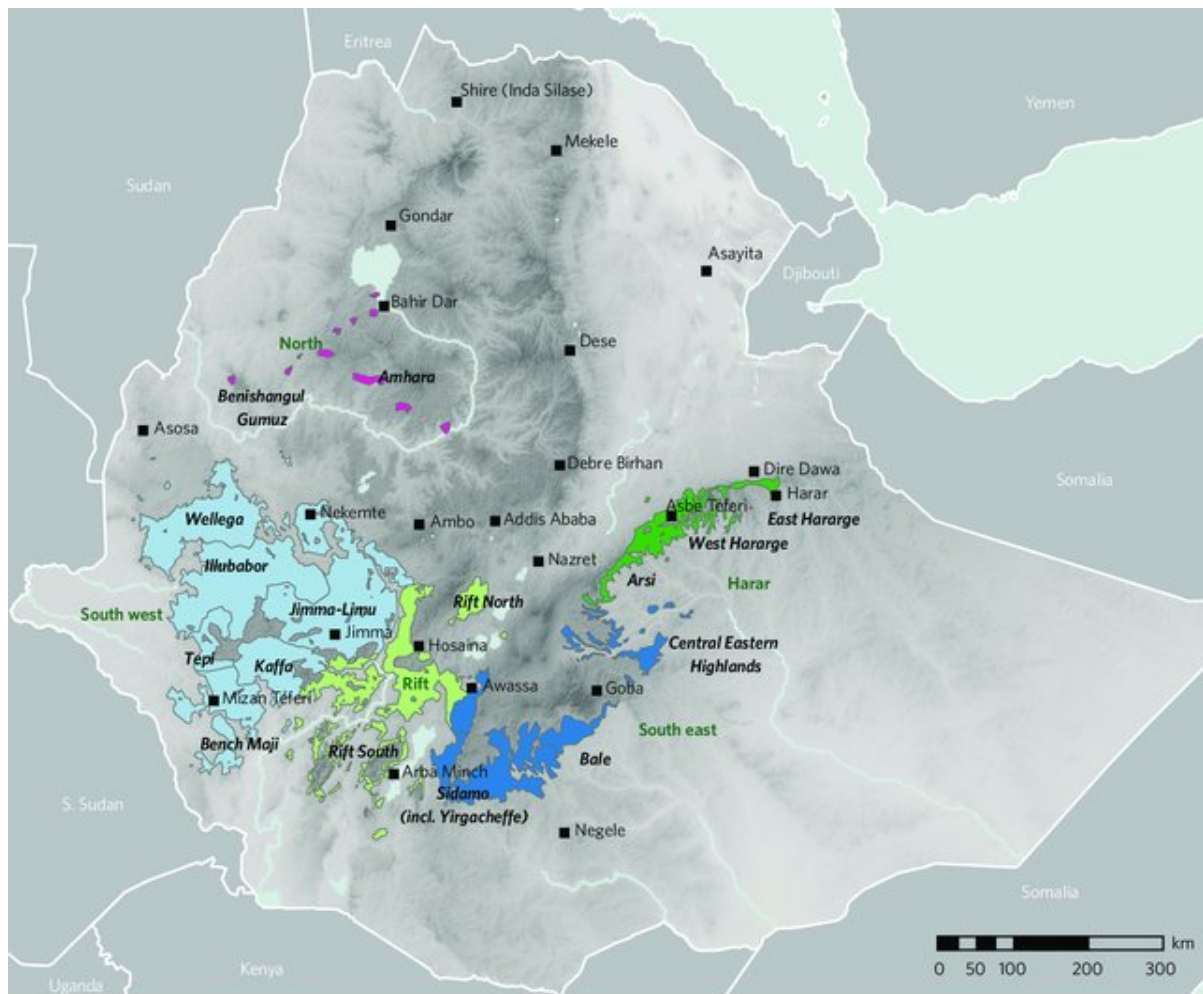 Eritrea
Shire (Inda Silase)
Yemen
Mekele
Sudan
Gondar
Asayita
Djibouti
Bahir Dar
North
Dese
Amhara
Benishangul
Gumuz
Asosa
Debre Birhan
Dire Dawa
Somalia
Harar
Asbe Teferi
East Hararge
Wellega
Nekemte
Ambo
Addis Ababa
West Hararge
Illubabor
Nazret
Arsi
Harar
South west
Jimma-Limu
Rift North
Jimma
Hosaina
Central Eastern
Highlands
Tepi
Kaffa
Rift
Awassa
Goba
Mizan Teferi
South east
Bench Maji
Rift South
Bale
Arba Minch
Sidamo
(incl. Yirgacheffe)
S. Sudan
Negele
Somalia
km
0 50 100 200 300
Kenya
Uganda